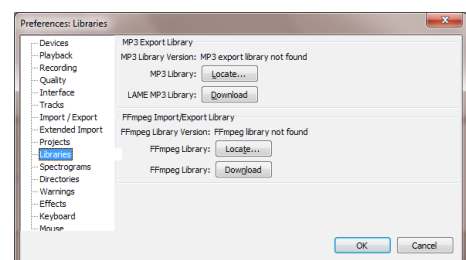 Preferences: Libraries
Devices
Playback
Recording
Quality
Interface
Tracks
Import / Export
Extended Import
Projects
Libraries
Spectrograms
Directories
Warnings
Effects
Keyboard
Mouse
MP3 Export Library
MP3 Library Version: MP3 export library not found
MP3 Library: Locate...
LAME MP3 Library: Download
FFmpeg Import/Export Library
FFmpeg Library Version: FFmpeg library not found
FFmpeg Library: Locate...
FFmpeg Library: Download
OK Cancel